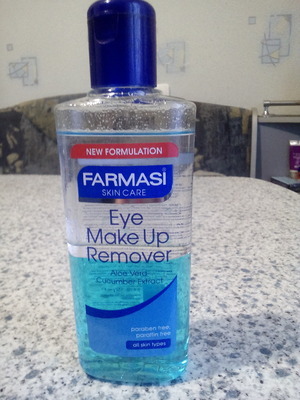 NEW FORMULATION
FARMASi
SKIN CARE
Eye
Make Up
Remover
Aloe Vera
Cucumber Extract
paraben free,
paraffin free
all skin types